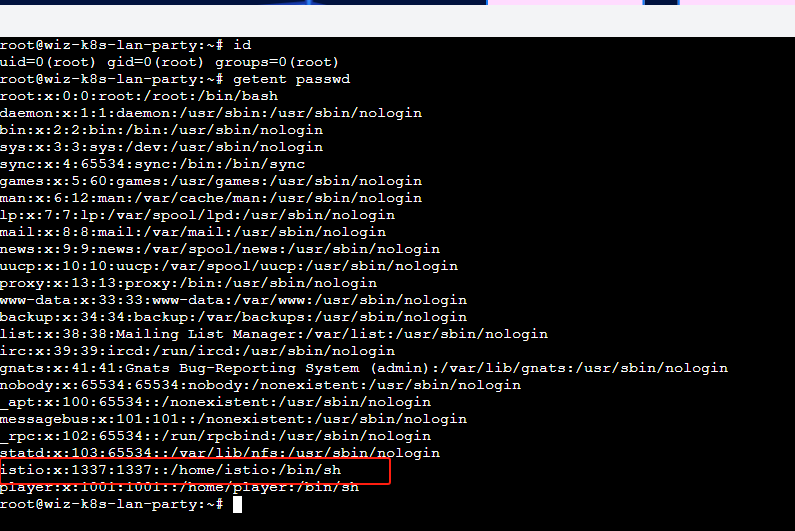 root@wiz-k8s-lan-party:~# id
uid=0(root) gid=0(root) groups=0(root)
root@wiz-k8s-lan-party:~# getent passwd
root:x:0:0:root:/root:/bin/bash
daemon:x:1:1:daemon:/usr/sbin:/usr/sbin/nologin
bin:x:2:2:bin:/bin:/usr/sbin/nologin
sys:x:3:3:sys:/dev:/usr/sbin/nologin
sync:x:4:65534:sync:/bin:/bin/sync
games:x:5:60:games:/usr/games:/usr/sbin/nologin
man:x:6:12:man:/var/cache/man:/usr/sbin/nologin
lp:x:7:7:lp:/var/spool/lpd:/usr/sbin/nologin
mail:x:8:8:mail:/var/mail:/usr/sbin/nologin
news:x:9:9:news:/var/spool/news:/usr/sbin/nologin
uucp:x:10:10:uucp:/var/spool/uucp:/usr/sbin/nologin
proxy:x:13:13:proxy:/bin:/usr/sbin/nologin
www-data:x:33:33:www-data:/var/www:/usr/sbin/nologin
backup:x:34:34:backup:/var/backups:/usr/sbin/nologin
list:x:38:38:Mailing List Manager:/var/list:/usr/sbin/nologin
irc:x:39:39:ircd:/run/ircd:/usr/sbin/nologin
gnats:x:41:41:Gnats Bug-Reporting System (admin):/var/lib/gnats:/usr/sbin/nologin
nobody:x:65534:65534:nobody:/nonexistent:/usr/sbin/nologin
_apt:x:100:65534::/nonexistent:/usr/sbin/nologin
messagebus:x:101:101::/nonexistent:/usr/sbin/nologin
_rpc:x:102:65534::/run/rpcbind:/usr/sbin/nologin
statd:x:103:65534::/var/lib/nfs:/usr/sbin/nologin
istio:x:1337:1337::/home/istio:/bin/sh
player:x:1001:1001::/home/player:/bin/sh
root@wiz-k8s-lan-party:~#